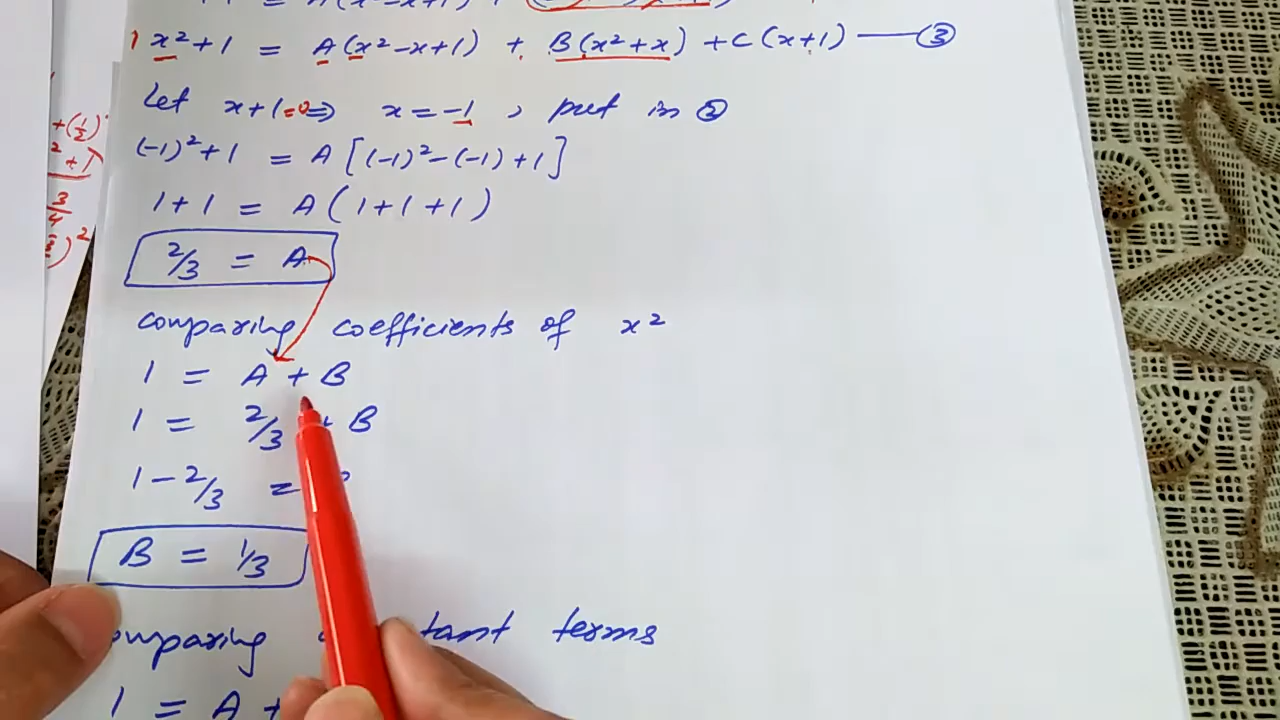 1 x² + 1 = A(x² - x + 1) + B(x² + x) + C(x + 1) — ③
Let x + 1 = 0 ⇒ x = -1 , put in ②
(-1)² + 1 = A[(-1)² - (-1) + 1]
1 + 1 = A(1 + 1 + 1)
2/3 = A
comparing coefficients of x²
1 = A + B
1 = 2/3 + B
1 - 2/3 =
B = 1/3
terms
1 = A +